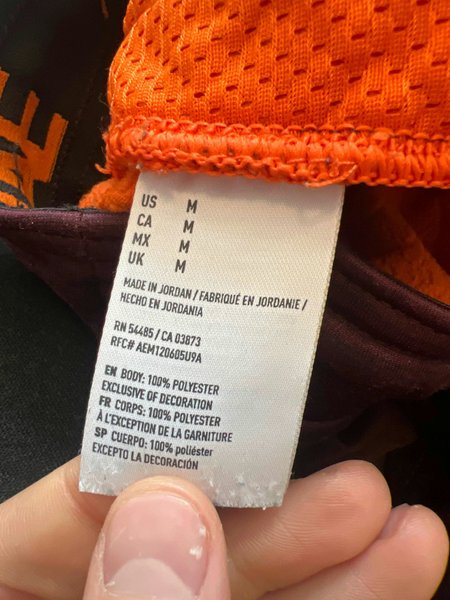 US M
CA M
MX M
UK M
MADE IN JORDAN / FABRIQUÉ EN JORDANIE /
HECHO EN JORDANIA
RN 54485 / CA 03873
RFC# AEM120605U9A
EN BODY: 100% POLYESTER
EXCLUSIVE OF DECORATION
FR CORPS: 100% POLYESTER
À L'EXCEPTION DE LA GARNITURE
SP CUERPO: 100% poliéster
EXCEPTO LA DECORACIÓN